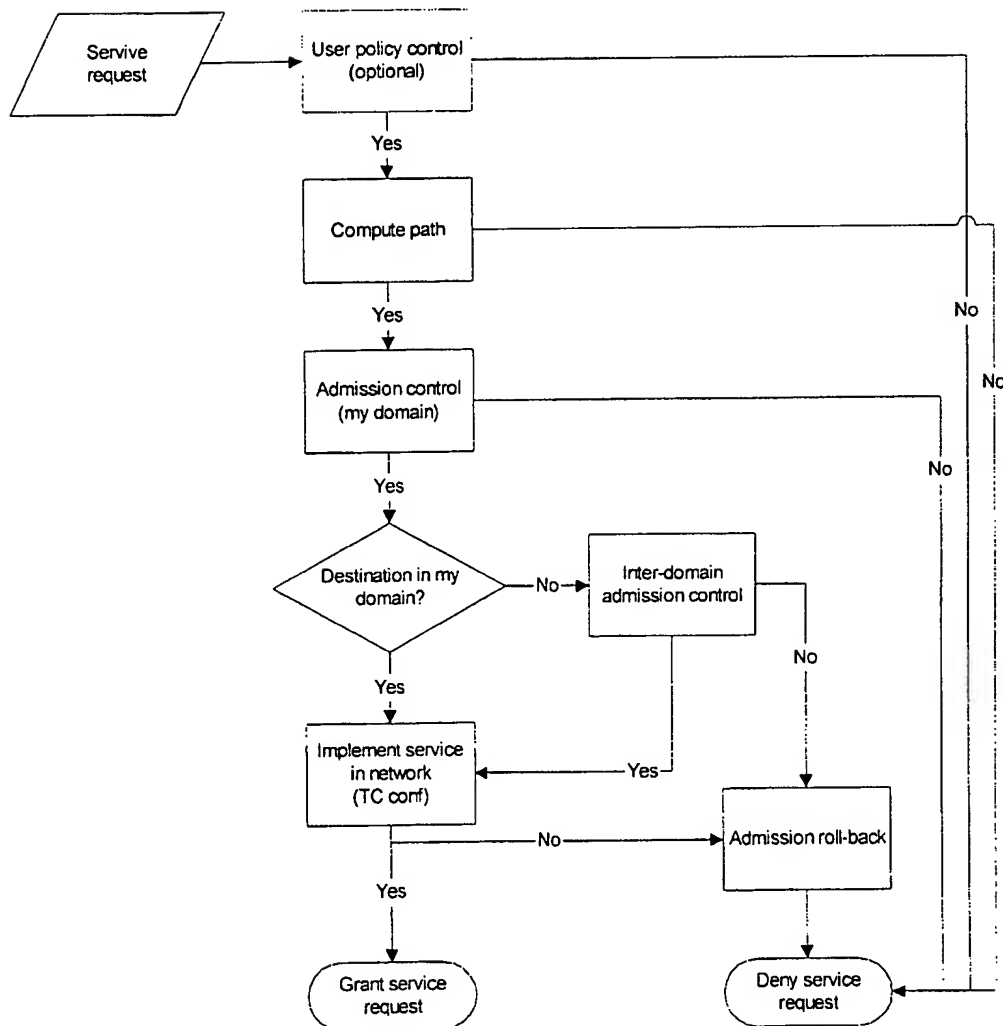 Servive
request
User policy control
(optional)
Yes
Compute path
No
Yes
No
Admission control
(my domain)
No
Yes
Destination in my
domain?
No
Inter-domain
admission control
No
Yes
Implement service
in network
(TC conf)
Yes
No
Admission roll-back
Yes
Grant service
request
Deny service
request